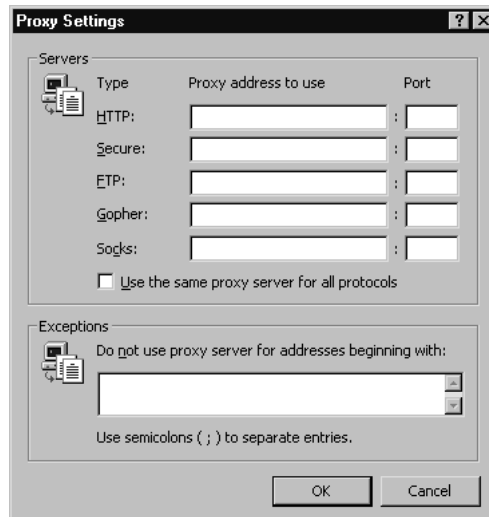 Proxy Settings
Servers
Type Proxy address to use Port
HTTP: :
Secure: :
FTP: :
Gopher: :
Socks: :
Use the same proxy server for all protocols
Exceptions
Do not use proxy server for addresses beginning with:
Use semicolons ( ; ) to separate entries.
OK Cancel